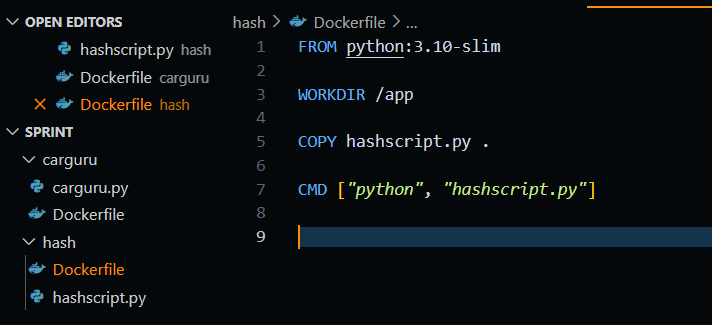 OPEN EDITORS
hashscript.py hash
Dockerfile carguru
Dockerfile hash
SPRINT
carguru
carguru.py
Dockerfile
hash
Dockerfile
hashscript.py
hash > Dockerfile > ...
1 FROM python:3.10-slim
2
3 WORKDIR /app
4
5 COPY hashscript.py .
6
7 CMD ["python", "hashscript.py"]
8
9